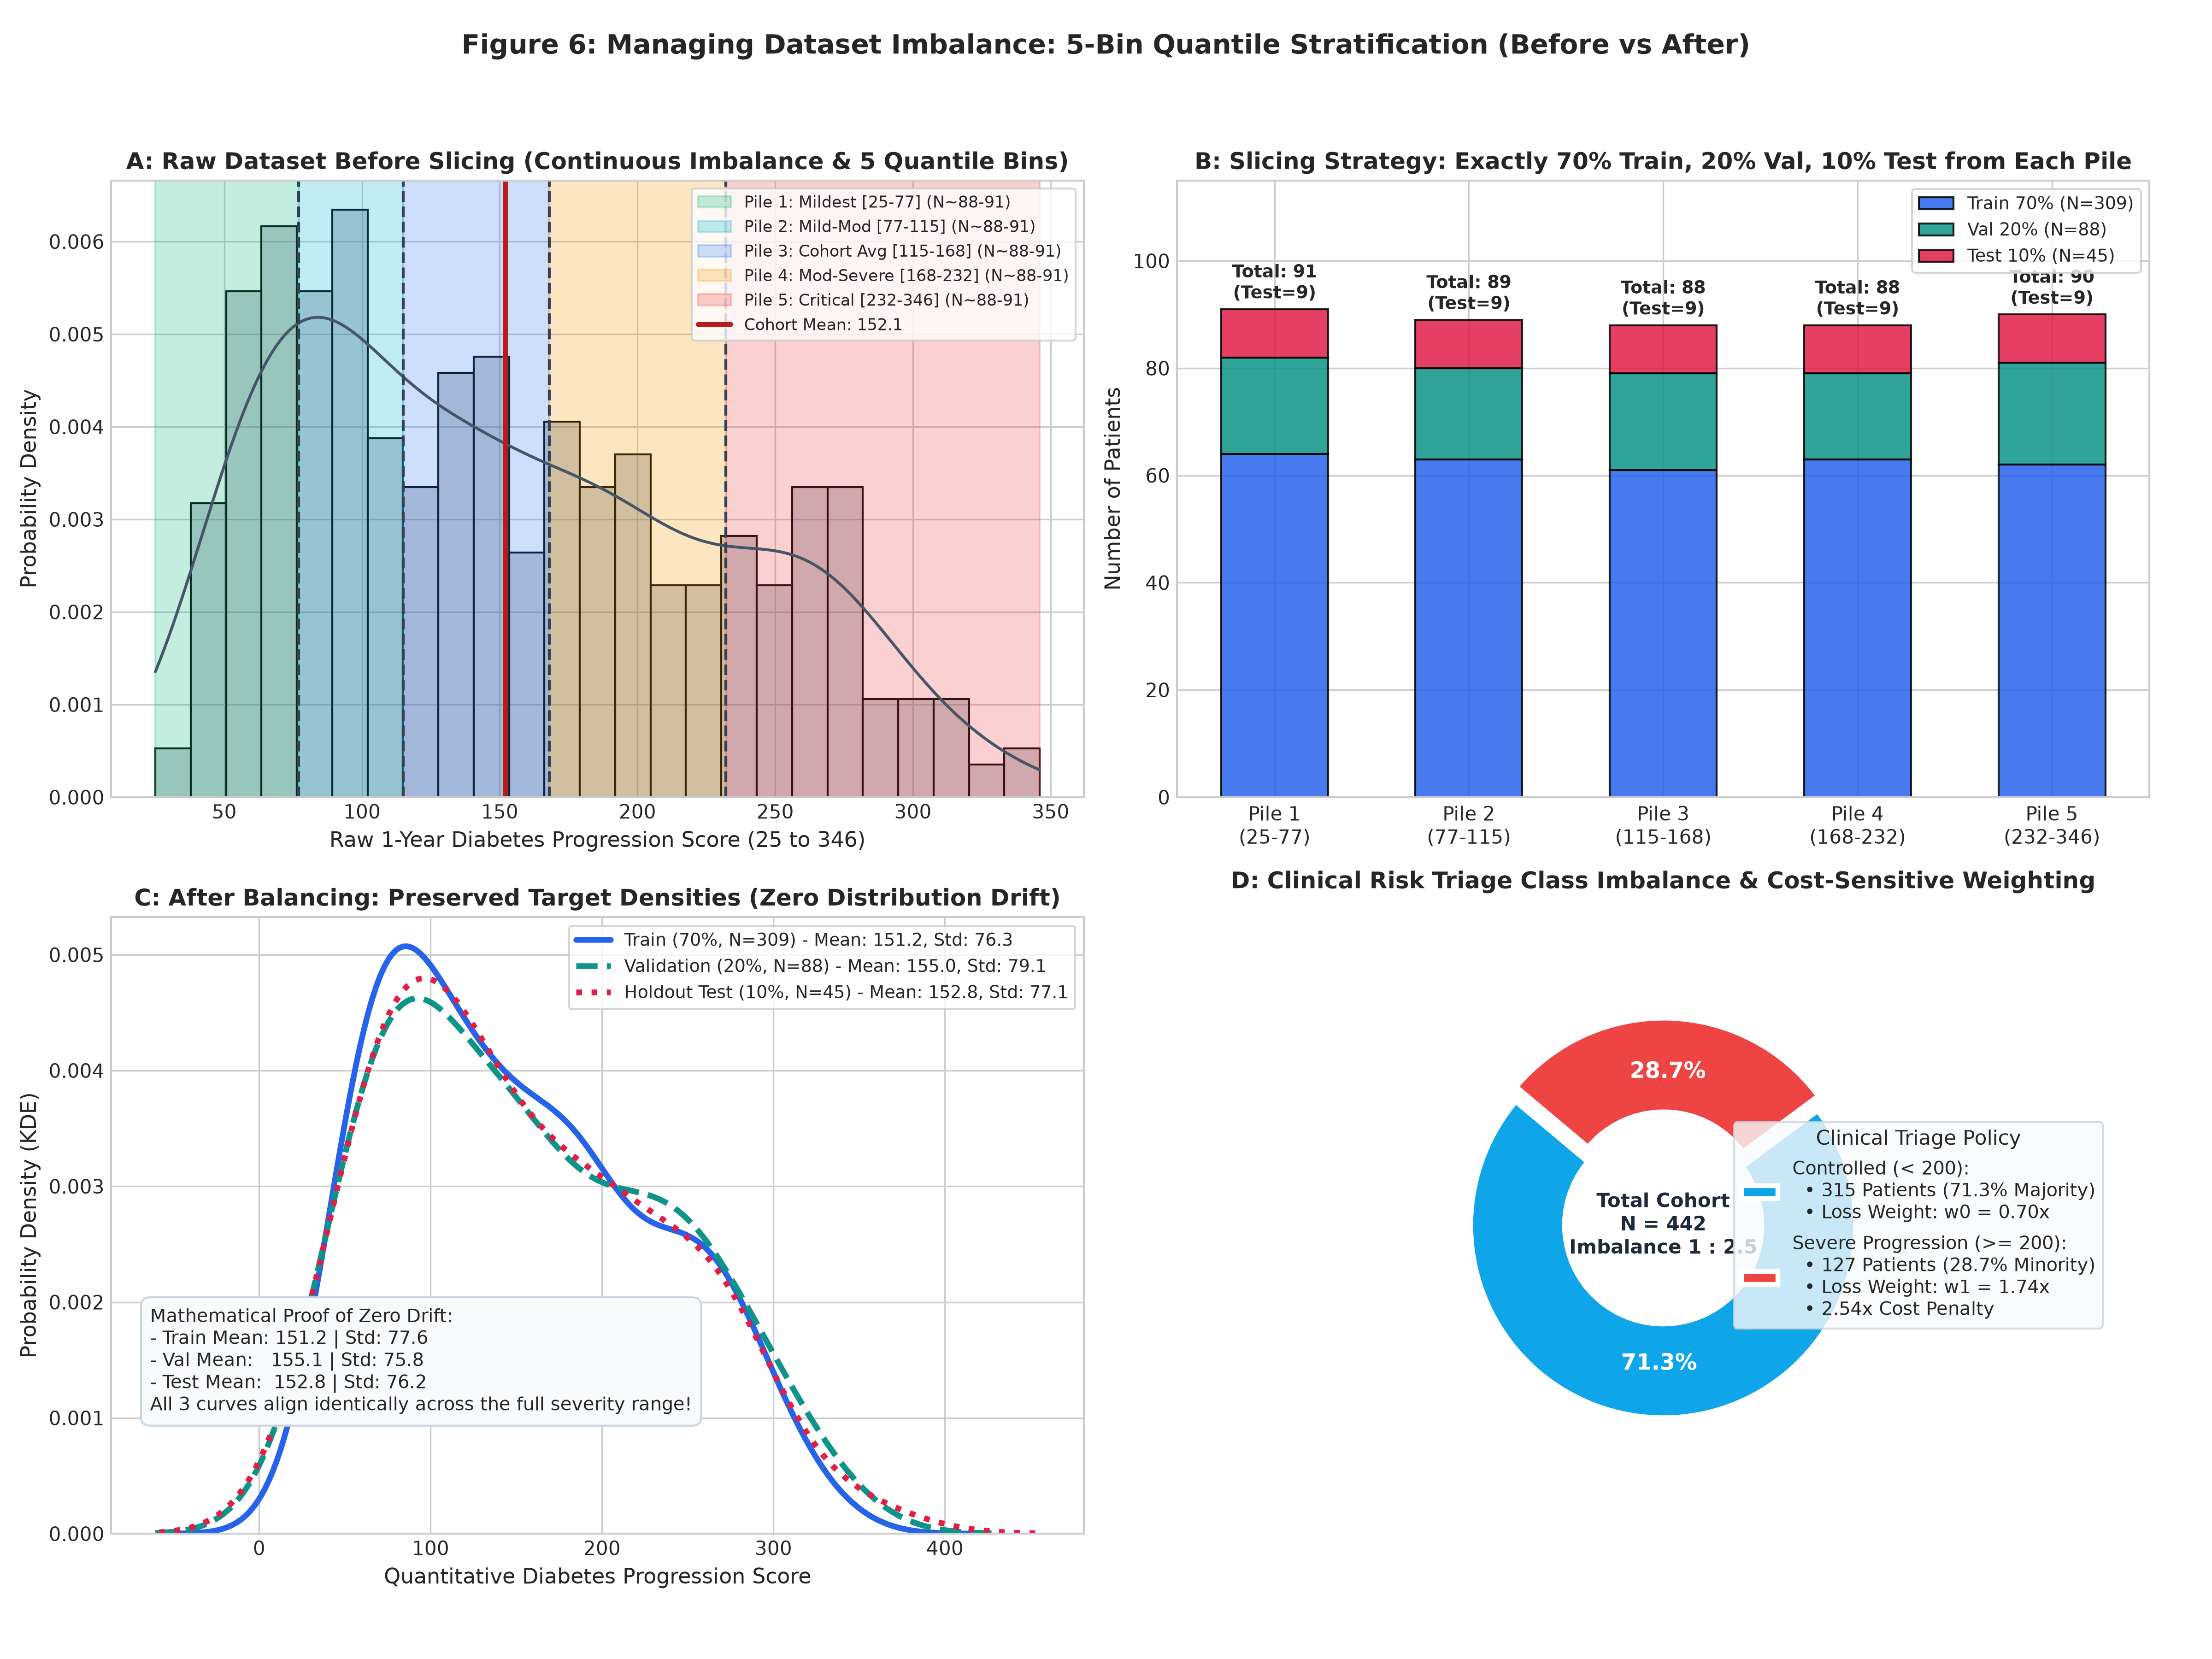 Figure 6: Managing Dataset Imbalance: 5-Bin Quantile Stratification (Before vs After)
A: Raw Dataset Before Slicing (Continuous Imbalance & 5 Quantile Bins)
Pile 1: Mildest [25-77] (N~88-91)
Pile 2: Mild-Mod [77-115] (N~88-91)
Pile 3: Cohort Avg [115-168] (N~88-91)
Pile 4: Mod-Severe [168-232] (N~88-91)
Pile 5: Critical [232-346] (N~88-91)
Cohort Mean: 152.1
Probability Density
0.006
0.005
0.004
0.003
0.002
0.001
0.000
50
100
150
200
250
300
350
Raw 1-Year Diabetes Progression Score (25 to 346)
B: Slicing Strategy: Exactly 70% Train, 20% Val, 10% Test from Each Pile
Train 70% (N=309)
Val 20% (N=88)
Test 10% (N=45)
Number of Patients
100
80
60
40
20
0
Total: 91
(Test=9)
Total: 89
(Test=9)
Total: 88
(Test=9)
Total: 88
(Test=9)
Total: 90
(Test=9)
Pile 1
(25-77)
Pile 2
(77-115)
Pile 3
(115-168)
Pile 4
(168-232)
Pile 5
(232-346)
C: After Balancing: Preserved Target Densities (Zero Distribution Drift)
Train (70%, N=309) - Mean: 151.2, Std: 76.3
Validation (20%, N=88) - Mean: 155.0, Std: 79.1
Holdout Test (10%, N=45) - Mean: 152.8, Std: 77.1
Probability Density (KDE)
0.005
0.004
0.003
0.002
0.001
0.000
Mathematical Proof of Zero Drift:
- Train Mean: 151.2 | Std: 77.6
- Val Mean: 155.1 | Std: 75.8
- Test Mean: 152.8 | Std: 76.2
All 3 curves align identically across the full severity range!
0
100
200
300
400
Quantitative Diabetes Progression Score
D: Clinical Risk Triage Class Imbalance & Cost-Sensitive Weighting
28.7%
71.3%
Total Cohort
N = 442
Imbalance 1 : 2.5
Clinical Triage Policy
Controlled (< 200):
• 315 Patients (71.3% Majority)
• Loss Weight: w0 = 0.70x
Severe Progression (>= 200):
• 127 Patients (28.7% Minority)
• Loss Weight: w1 = 1.74x
• 2.54x Cost Penalty